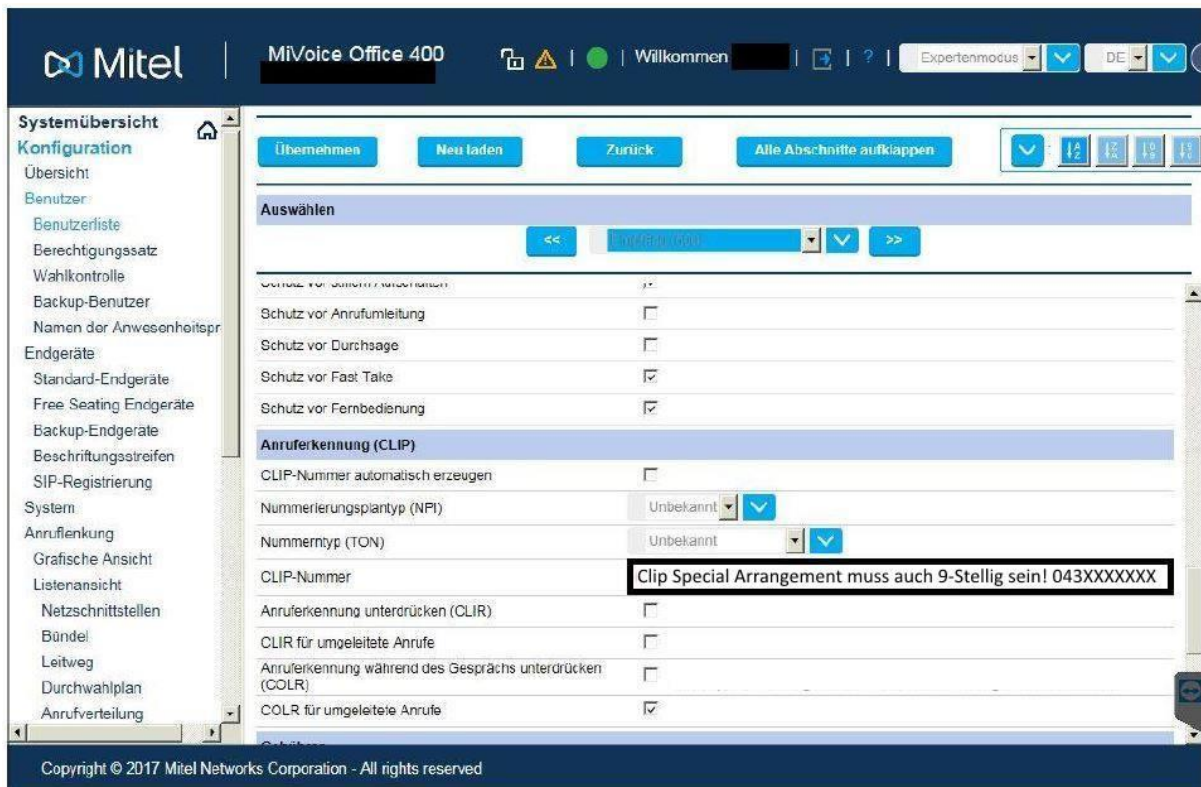 Mitel
MiVoice Office 400
Willkommen
?
Expertenmodus
DE
Systemübersicht
Konfiguration
Übersicht
Benutzer
Benutzerliste
Berechtigungssatz
Wahlkontrolle
Backup-Benutzer
Namen der Anwesenheitspr
Endgeräte
Standard-Endgeräte
Free Seating Endgeräte
Backup-Endgeräte
Beschriftungsstreifen
SIP-Registrierung
System
Anruflenkung
Grafische Ansicht
Listenansicht
Netzschnittstellen
Bündel
Leitweg
Durchwahlplan
Anrufverteilung
Übernehmen
Neu laden
Zurück
Alle Abschnitte aufklappen
Auswählen
<<
>>
Schutz vor stillem Aufschalten
Schutz vor Anrufumleitung
Schutz vor Durchsage
Schutz vor Fast Take
Schutz vor Fernbedienung
Anruferkennung (CLIP)
CLIP-Nummer automatisch erzeugen
Nummerierungsplantyp (NPI) Unbekannt
Nummerntyp (TON) Unbekannt
CLIP-Nummer Clip Special Arrangement muss auch 9-Stellig sein! 043XXXXXXX
Anruferkennung unterdrücken (CLIR)
CLIR für umgeleitete Anrufe
Anruferkennung während des Gesprächs unterdrücken
(COLR)
COLR für umgeleitete Anrufe
Copyright © 2017 Mitel Networks Corporation - All rights reserved